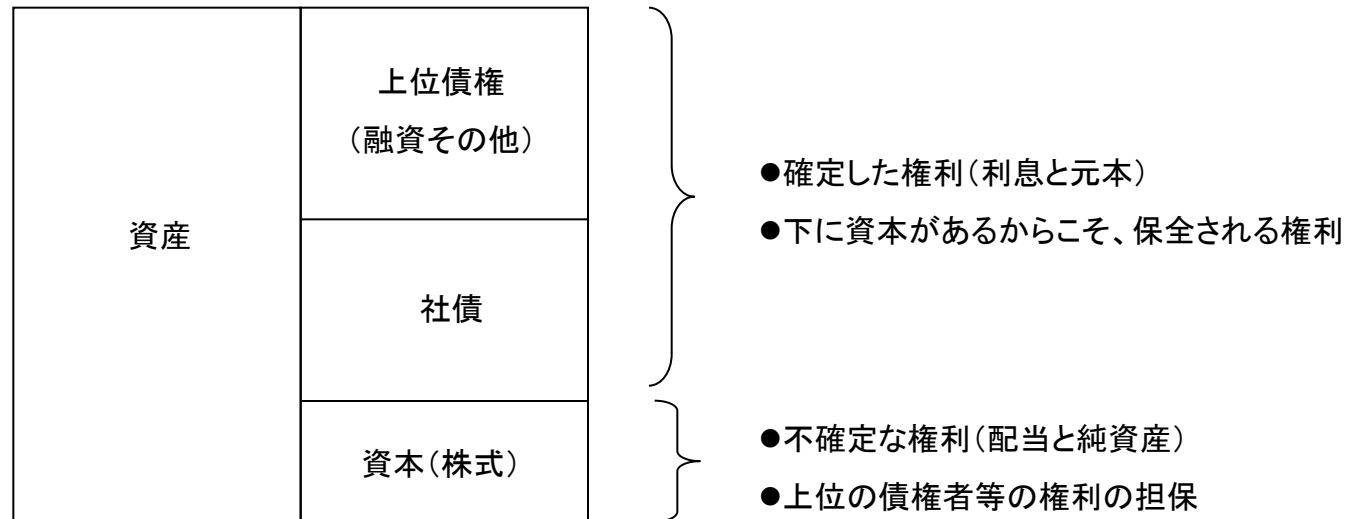 資産
上位債権
（融資その他）
社債
資本（株式）
●確定した権利（利息と元本）
●下に資本があるからこそ、保全される権利
●不確定な権利（配当と純資産）
●上位の債権者等の権利の担保